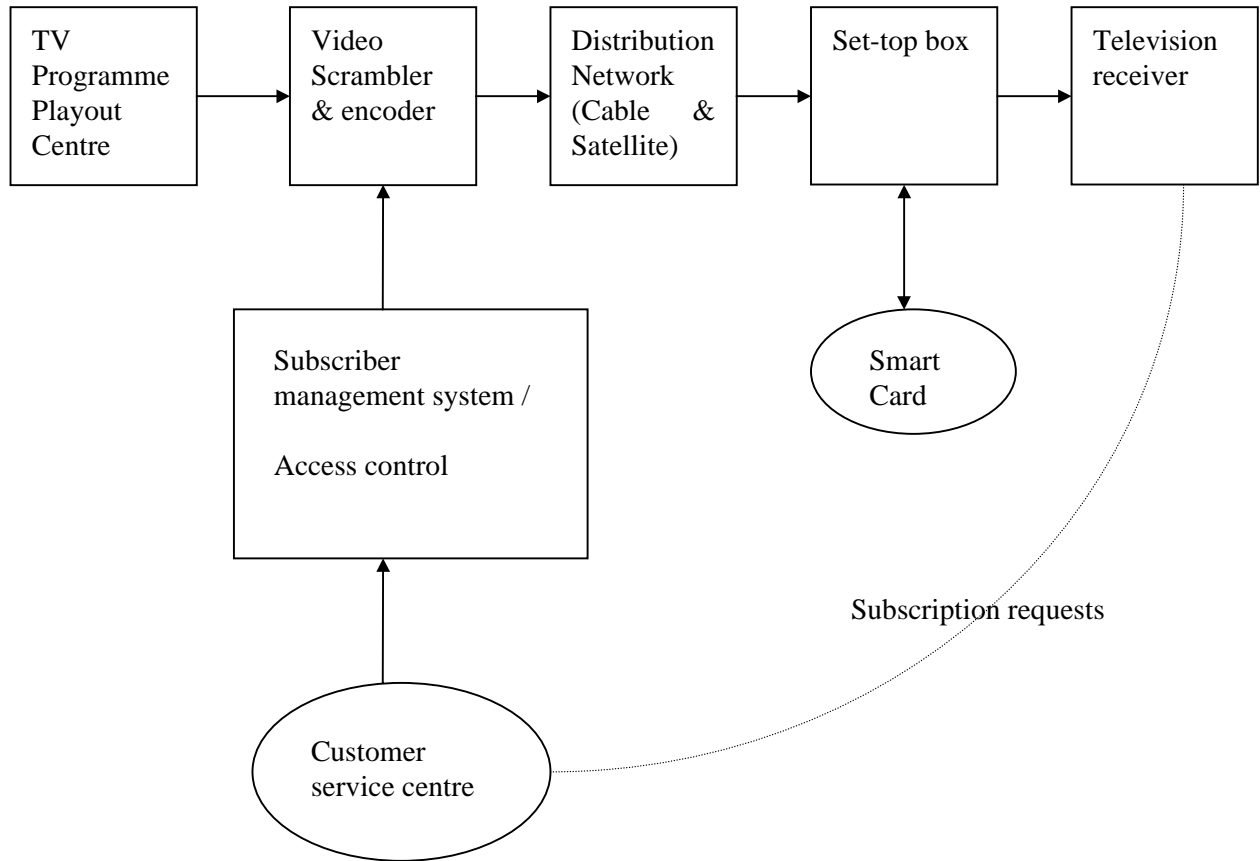 TV
Programme
Playout
Centre
Video
Scrambler
& encoder
Distribution
Network
(Cable &
Satellite)
Set-top box
Television
receiver
Subscriber
management system /
Access control
Smart
Card
Subscription requests
Customer
service centre